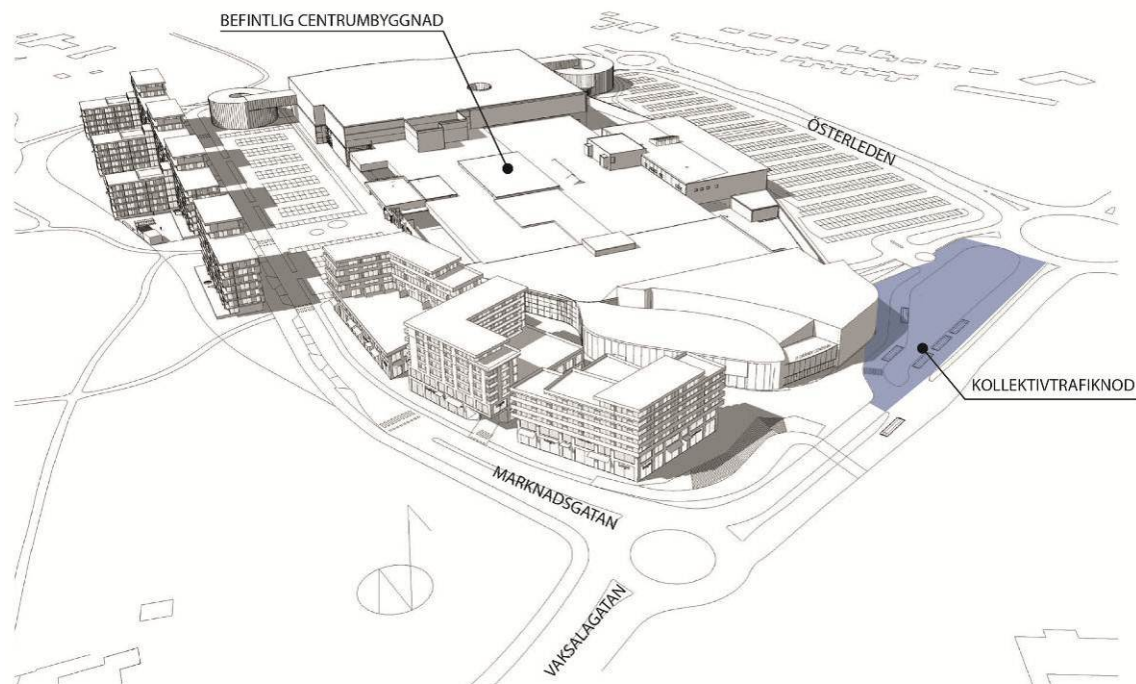 BEFINTLIG CENTRUMBYGGNAD
ÖSTERLEDEN
KOLLEKTIVTRAFIKNOD
MARKNADSGATAN
VAKSALAGATAN
N